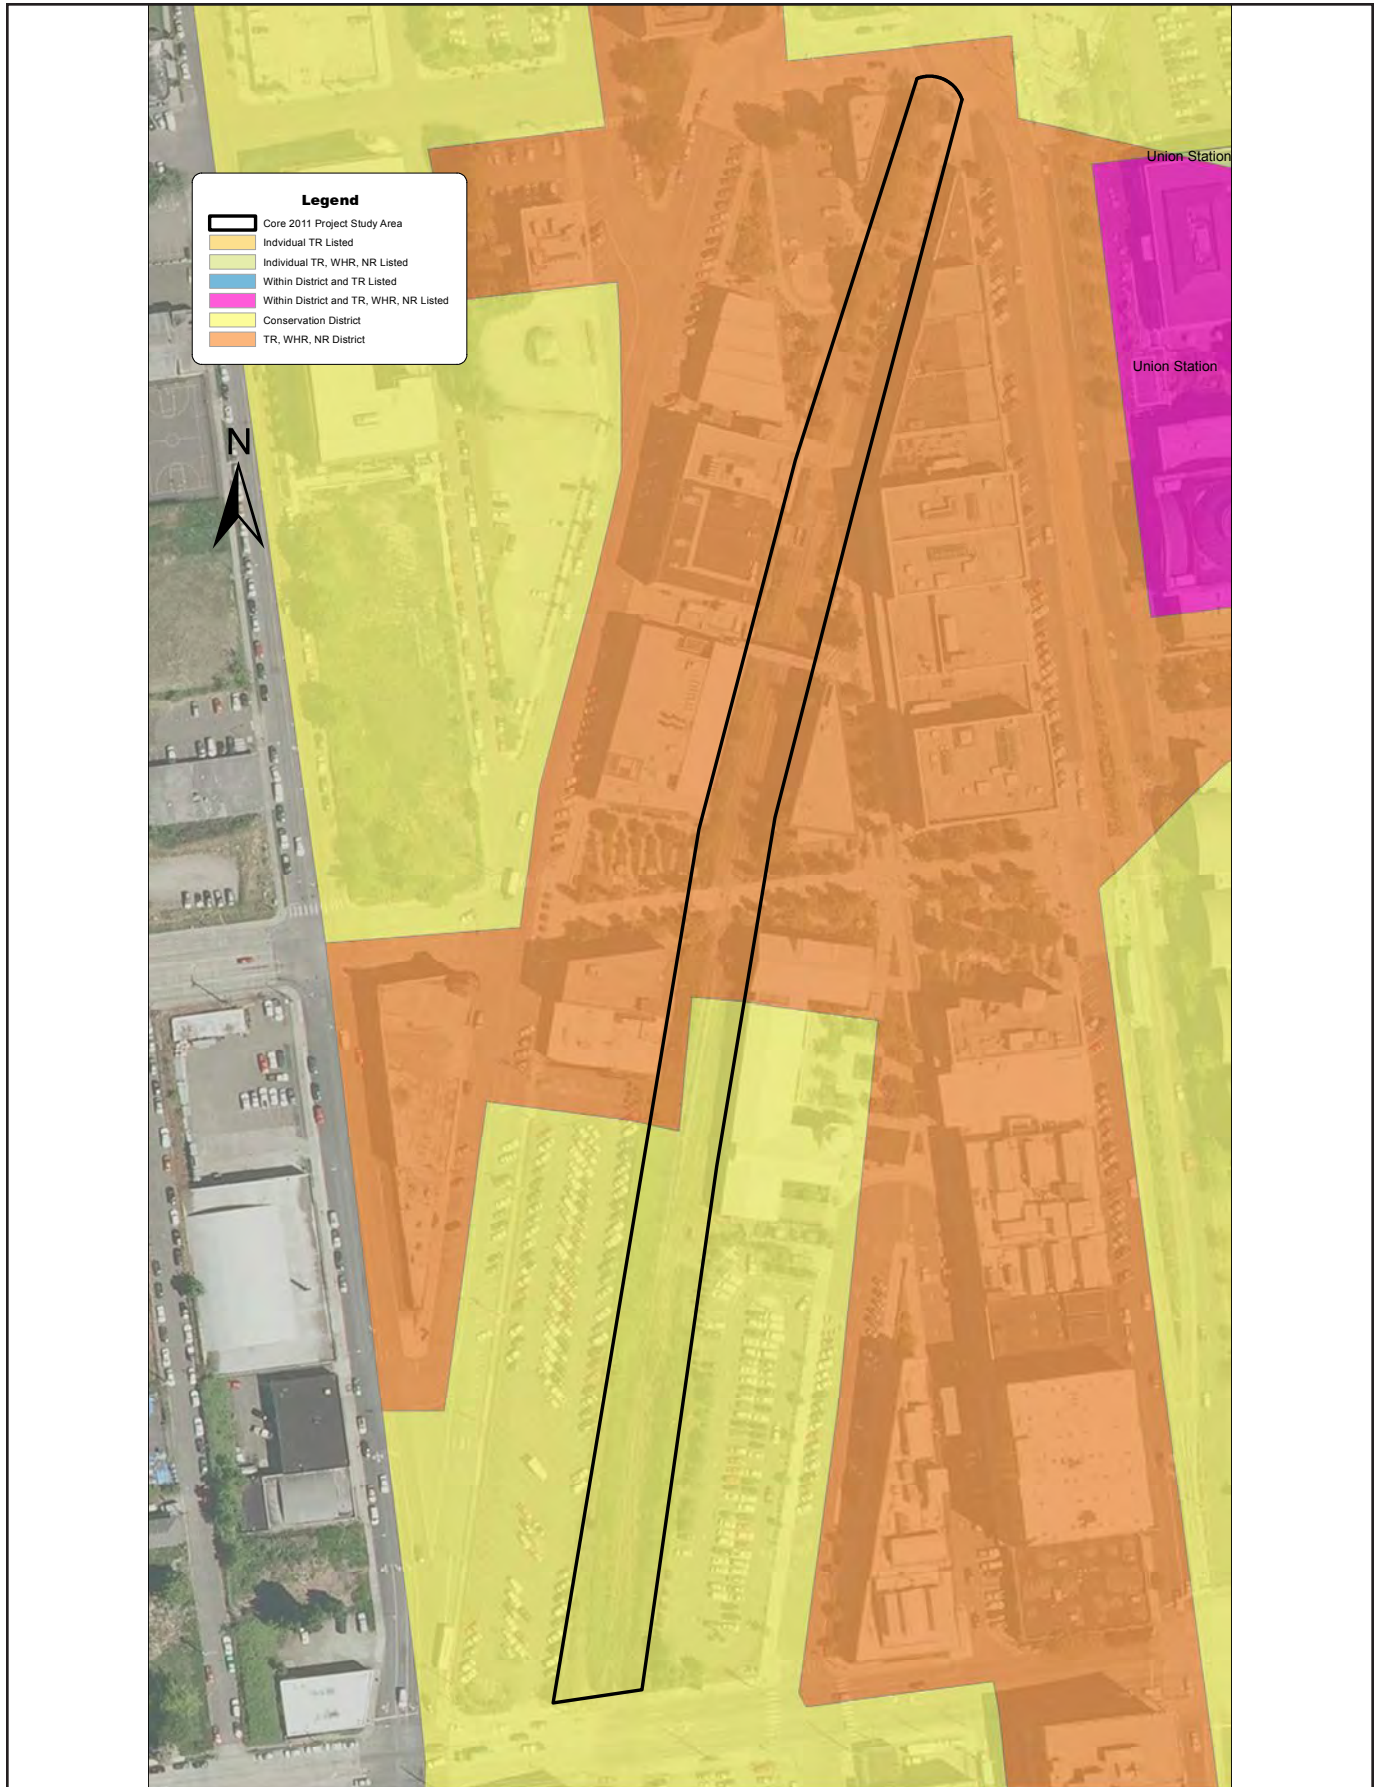 Union Station
Legend
Core 2011 Project Study Area
Indvidual TR Listed
Individual TR, WHR, NR Listed
Within District and TR Listed
Within District and TR, WHR, NR Listed
Conservation District
TR, WHR, NR District
Union Station
N